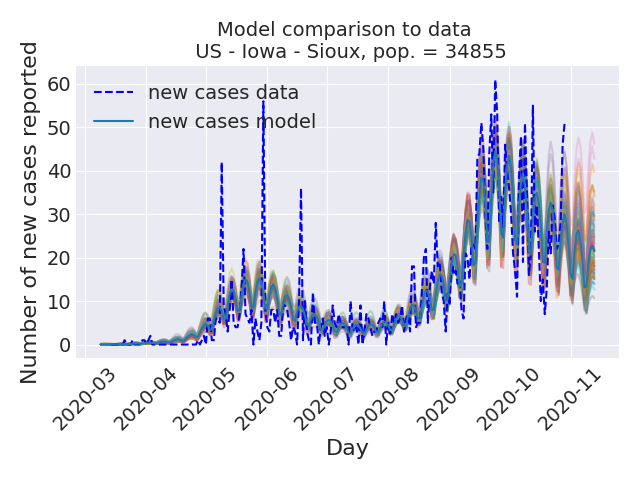 Model comparison to data
US - Iowa - Sioux, pop. = 34855
Number of new cases reported
60
50
40
30
20
10
0
new cases data
new cases model
2020-03
2020-04
2020-05
2020-06
2020-07
2020-08
2020-09
2020-10
2020-11
Day